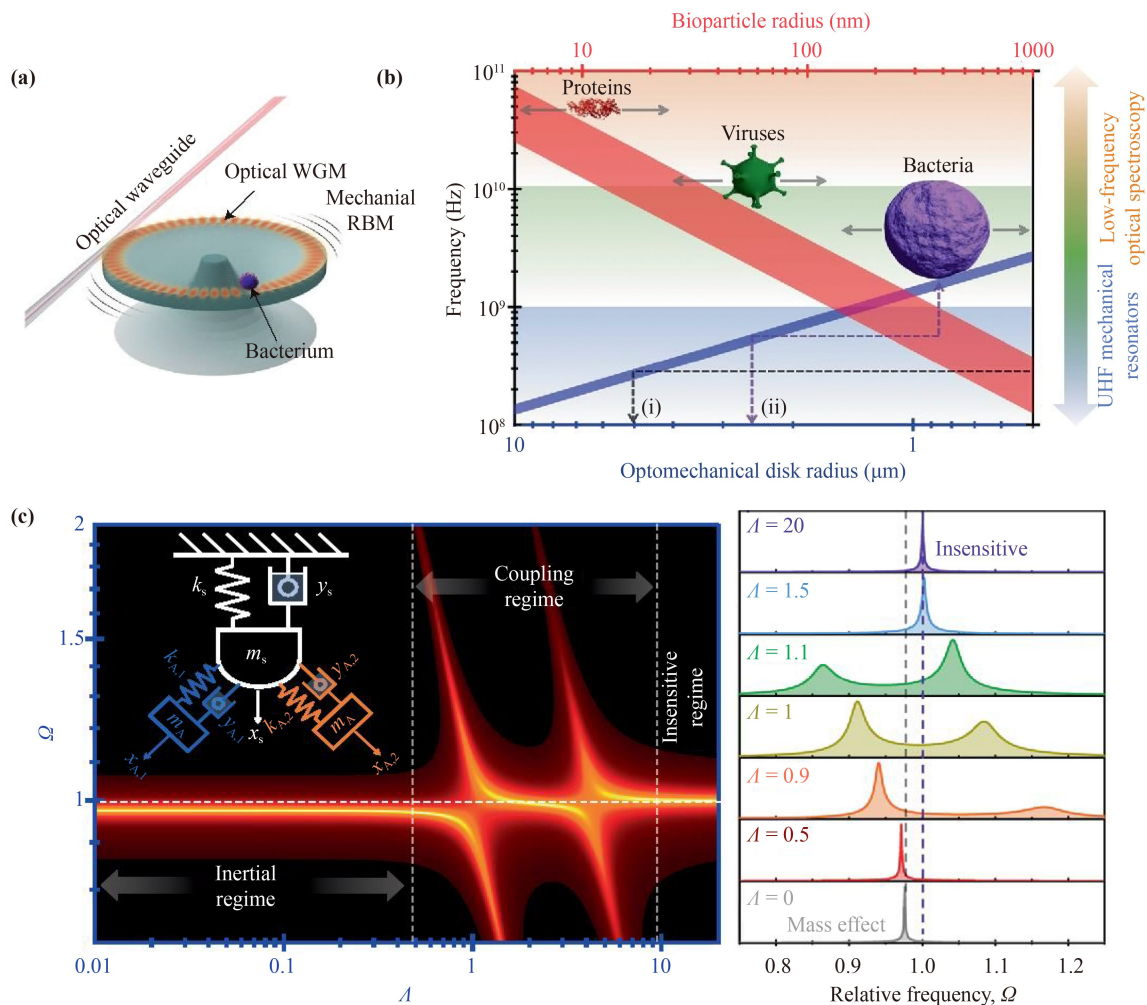 (a)
Optical waveguide
Optical WGM
Mechanial
RBM
Bacterium
(b)
Bioparticle radius (nm)
10
100
1000
10¹¹
10¹⁰
10⁹
10⁸
Frequency (Hz)
Proteins
Viruses
Bacteria
(i)
(ii)
10
1
Optomechanical disk radius (μm)
Low-frequency
optical spectroscopy
UHF mechanical
resonators
(c)
2
1.5
1
Ω
kₛ
yₛ
mₛ
k_A,1
y_A,1
m_A
x_A,1
xₛ
k_A,2
y_A,2
m_A
x_A,2
Coupling
regime
Insensitive
regime
Inertial
regime
0.01
0.1
1
10
Λ
Λ = 20
Insensitive
Λ = 1.5
Λ = 1.1
Λ = 1
Λ = 0.9
Λ = 0.5
Λ = 0
Mass effect
0.8
0.9
1.0
1.1
1.2
Relative frequency, Ω